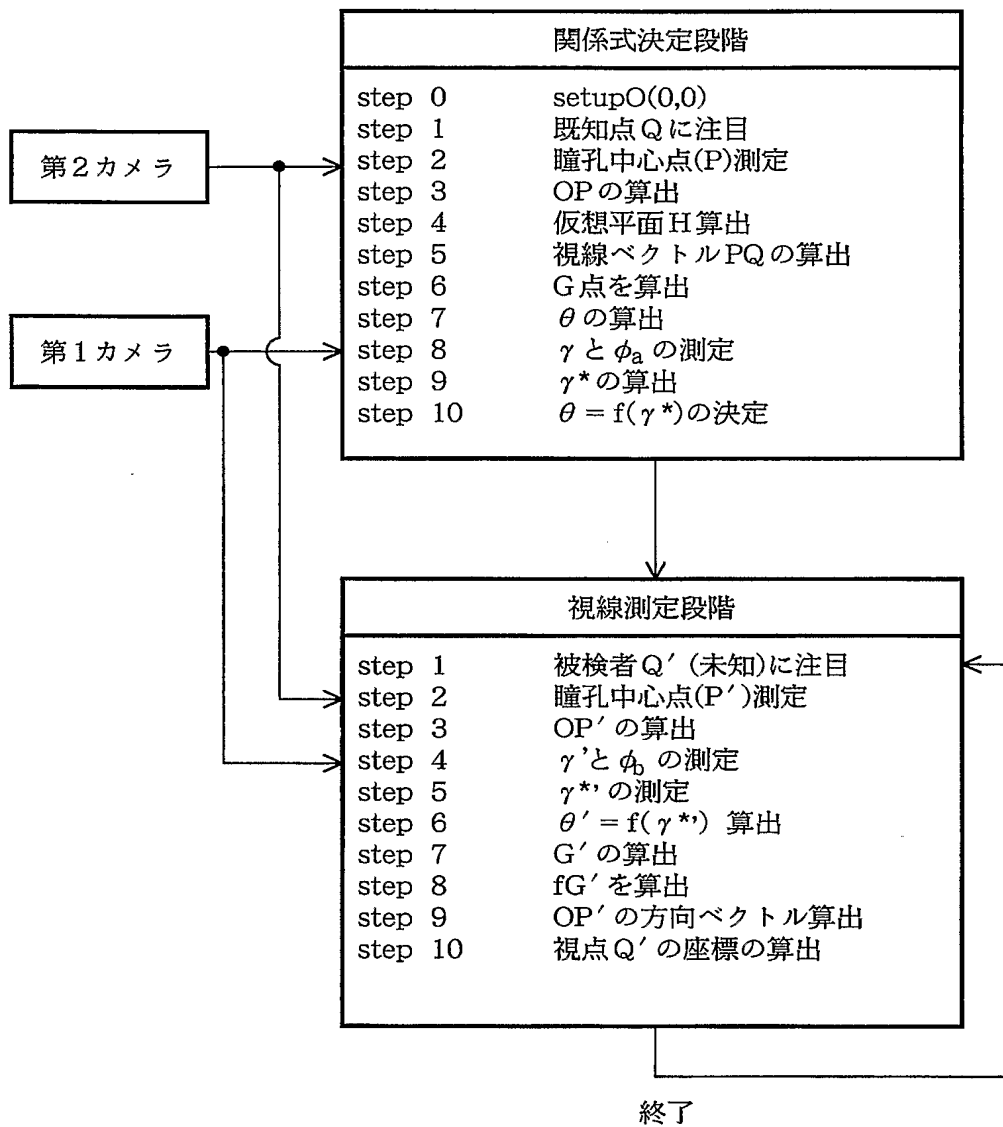 関係式決定段階
step 0 setupO(0,0)
step 1 既知点Qに注目
step 2 瞳孔中心点(P)測定
step 3 OPの算出
step 4 仮想平面H算出
step 5 視線ベクトルPQの算出
step 6 G点を算出
step 7 θの算出
step 8 γとφaの測定
step 9 γ*の算出
step 10 θ = f(γ*)の決定
第2カメラ
第1カメラ
視線測定段階
step 1 被検者Q′(未知)に注目
step 2 瞳孔中心点(P′)測定
step 3 OP′の算出
step 4 γ'とφbの測定
step 5 γ*'の測定
step 6 θ′= f(γ*') 算出
step 7 G′の算出
step 8 fG′を算出
step 9 OP′の方向ベクトル算出
step 10 視点Q′の座標の算出
終了